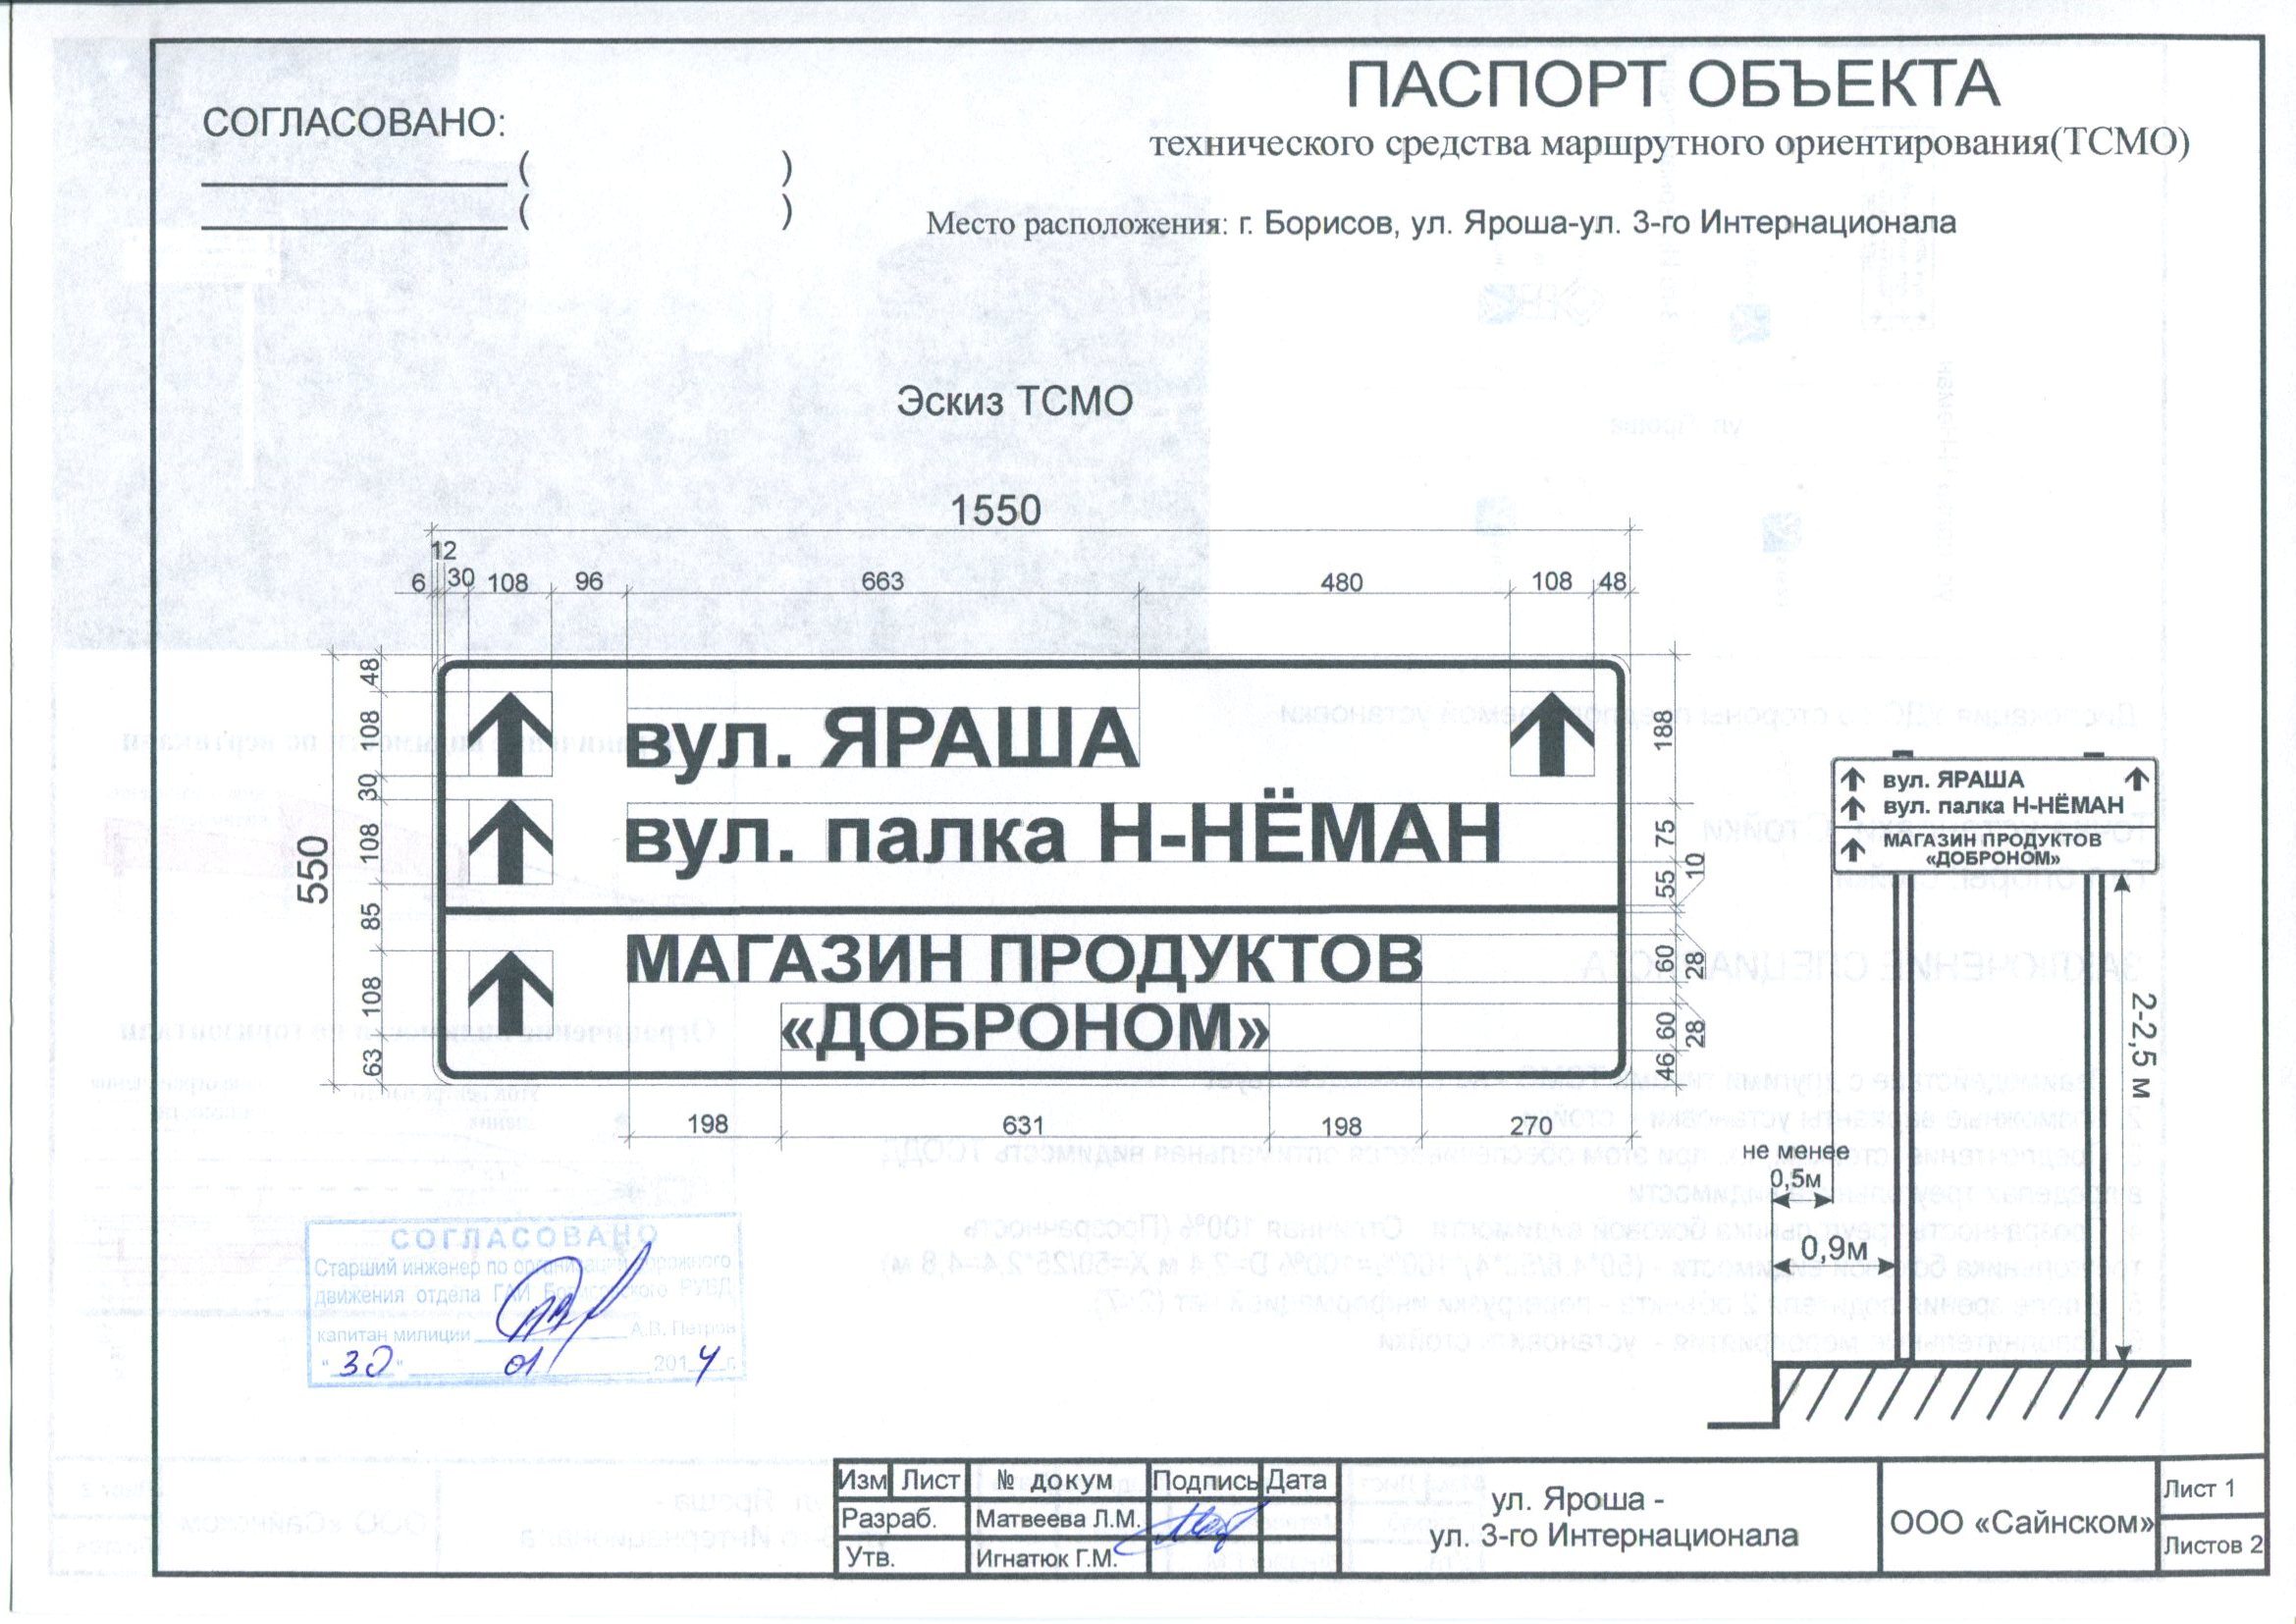 ПАСПОРТ ОБЪЕКТА
технического средства маршрутного ориентирования(ТСМО)
СОГЛАСОВАНО:
( )
( )
Место расположения: г. Борисов, ул. Яроша-ул. 3-го Интернационала
Эскиз ТСМО
1550
12
6 30 108 96 663 480 108 48
48
108
30
108
85
108
63
550
вул. ЯРАША
вул. палка Н-НЁМАН
МАГАЗИН ПРОДУКТОВ
«ДОБРОНОМ»
188
75
10
55
60
28
60
28
46
198 631 198 270
вул. ЯРАША
вул. палка Н-НЁМАН
МАГАЗИН ПРОДУКТОВ
«ДОБРОНОМ»
2-2,5 м
не менее
0,5м
0,9м
СОГЛАСОВАНО
Старший инженер по организации дорожного
движения отдела ГАИ Борисовского РУВД
капитан милиции А.В. Петров
"30" 01 2014 г.
Изм Лист № докум Подпись Дата
Разраб. Матвеева Л.М.
Утв. Игнатюк Г.М.
ул. Яроша -
ул. 3-го Интернационала
ООО «Сайнском»
Лист 1
Листов 2